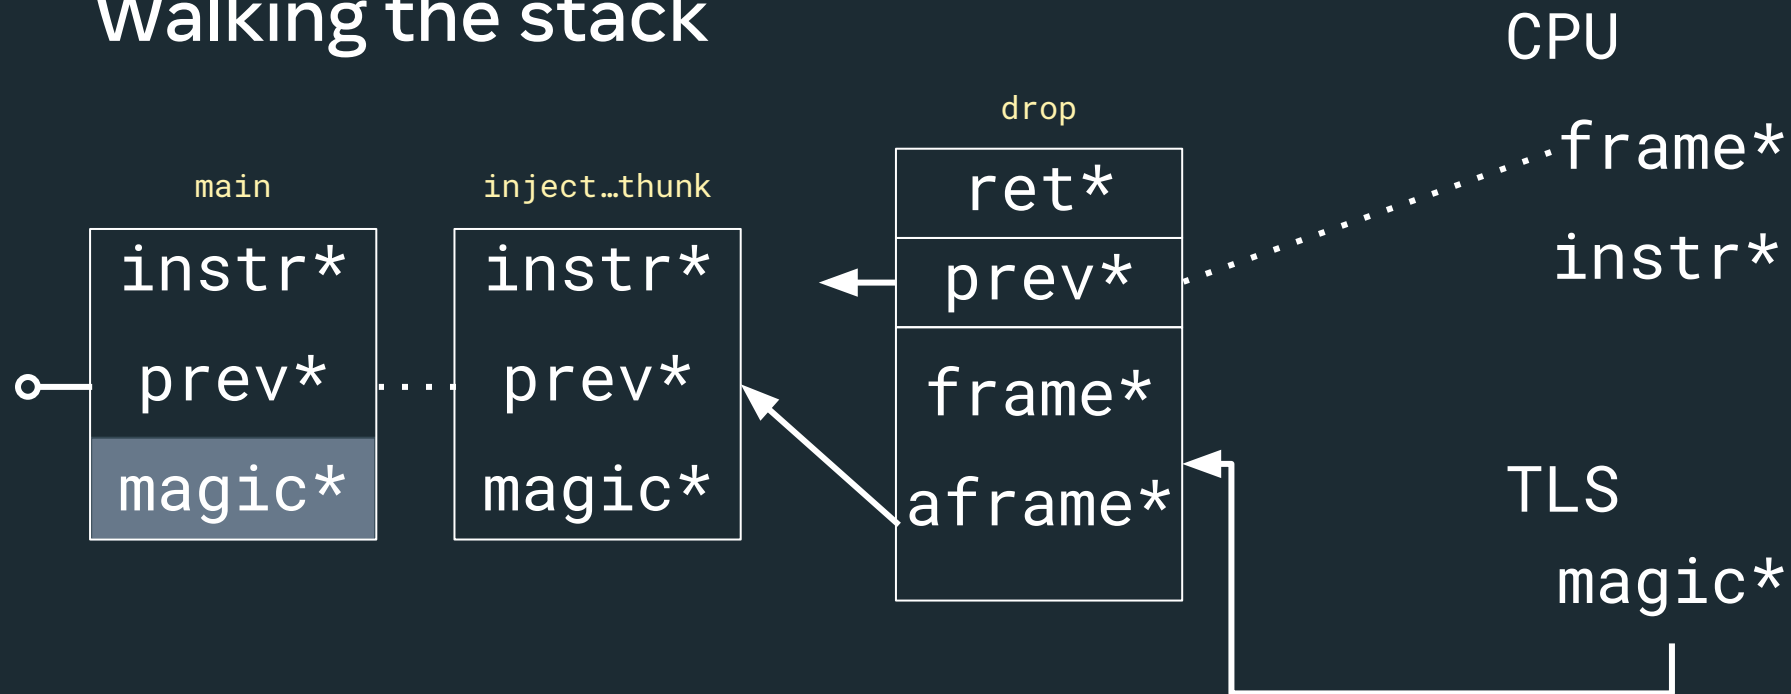 Walking the stack
main
instr*
prev*
magic*
inject…thunk
instr*
prev*
magic*
drop
ret*
prev*
frame*
aframe*
CPU
frame*
instr*
TLS
magic*